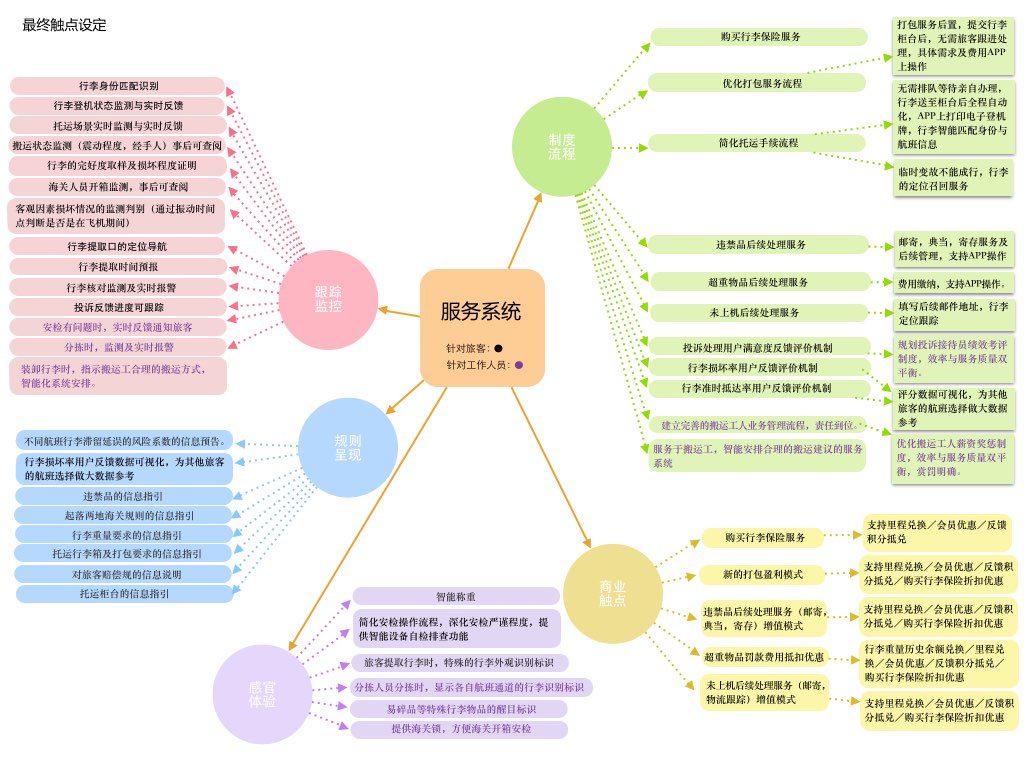 最终触点设定
服务系统
针对旅客：
针对工作人员：
跟踪
监控
行李身份匹配识别
行李登机状态监测与实时反馈
托运场景实时监测与实时反馈
搬运状态监测（震动程度，经手人）事后可查阅
行李的完好度取样及损坏程度证明
海关人员开箱监测，事后可查阅
客观因素损坏情况的监测判别（通过振动时间
点判断是否是在飞机期间）
行李提取口的定位导航
行李提取时间预报
行李核对监测及实时报警
投诉反馈进度可跟踪
安检有问题时，实时反馈通知旅客
分拣时，监测及实时报警
装卸行李时，指示搬运工合理的搬运方式，
智能化系统安排。
规则
呈现
不同航班行李滞留延误的风险系数的信息预告。
行李损坏率用户反馈数据可视化，为其他旅客
的航班选择做大数据参考
违禁品的信息指引
起落两地海关规则的信息指引
行李重量要求的信息指引
托运行李箱及打包要求的信息指引
对旅客赔偿规的信息说明
托运柜台的信息指引
感官
体验
智能称重
简化安检操作流程，深化安检严谨程度，提
供智能设备自检排查功能
旅客提取行李时，特殊的行李外观识别标识
分拣人员分拣时，显示各自航班通道的行李识别标识
易碎品等特殊行李物品的醒目标识
提供海关锁，方便海关开箱安检
制度
流程
购买行李保险服务
优化打包服务流程
打包服务后置，提交行李
柜台后，无需旅客跟进处
理，具体需求及费用APP
上操作
简化托运手续流程
无需排队等待亲自办理，
行李送至柜台后全程自动
化，APP上打印电子登机
牌，行李智能匹配身份与
航班信息
临时变故不能成行，行李
的定位召回服务
违禁品后续处理服务
邮寄，典当，寄存服务及
后续管理，支持APP操作
超重物品后续处理服务
费用缴纳，支持APP操作。
未上机后续处理服务
填写后续邮件地址，行李
定位跟踪
投诉处理用户满意度反馈评价机制
规划投诉接待员绩效考评
制度，效率与服务质量双
平衡。
行李损坏率用户反馈评价机制
行李准时抵达率用户反馈评价机制
评分数据可视化，为其他
旅客的航班选择做大数据
参考
建立完善的搬运工人业务管理流程，责任到位。
优化搬运工人薪资奖惩制
度，效率与服务质量双平
衡，赏罚明确。
服务于搬运工，智能安排合理的搬运建议的服务
系统
商业
触点
购买行李保险服务
支持里程兑换／会员优惠／反馈
积分抵兑
新的打包盈利模式
支持里程兑换／会员优惠／反馈积
分抵兑／购买行李保险折扣优惠
违禁品后续处理服务（邮寄，
典当，寄存）增值模式
支持里程兑换／会员优惠／反馈积
分抵兑／购买行李保险折扣优惠
超重物品罚款费用抵扣优惠
行李重量历史余额兑换／里程兑
换／会员优惠／反馈积分抵兑／
购买行李保险折扣优惠
未上机后续处理服务（邮寄，
物流跟踪）增值模式
支持里程兑换／会员优惠／反馈积
分抵兑／购买行李保险折扣优惠